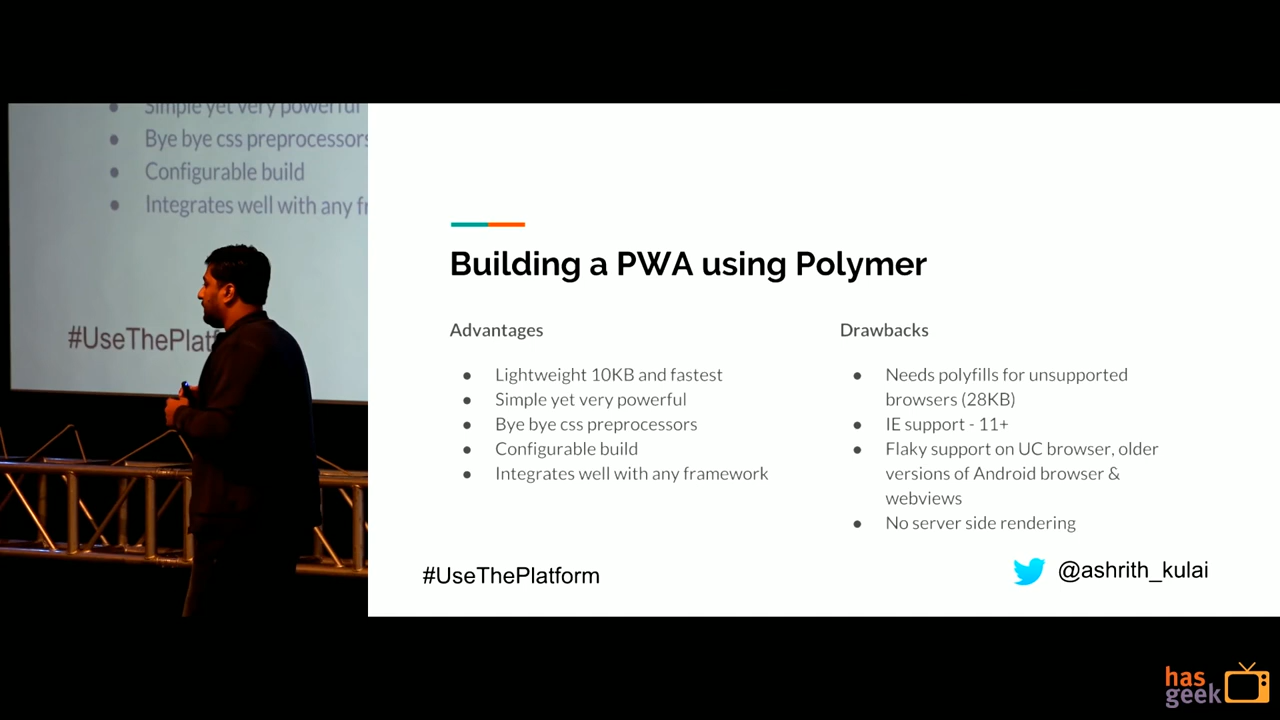 Simple yet very powerful
Bye bye css preprocessors
Configurable build
Integrates well with any fr
#UseThePlatf
Building a PWA using Polymer
Advantages
Lightweight 10KB and fastest
Simple yet very powerful
Bye bye css preprocessors
Configurable build
Integrates well with any framework
Drawbacks
Needs polyfills for unsupported
browsers (28KB)
IE support - 11+
Flaky support on UC browser, older
versions of Android browser &
webviews
No server side rendering
#UseThePlatform
@ashrith_kulai
has
geek